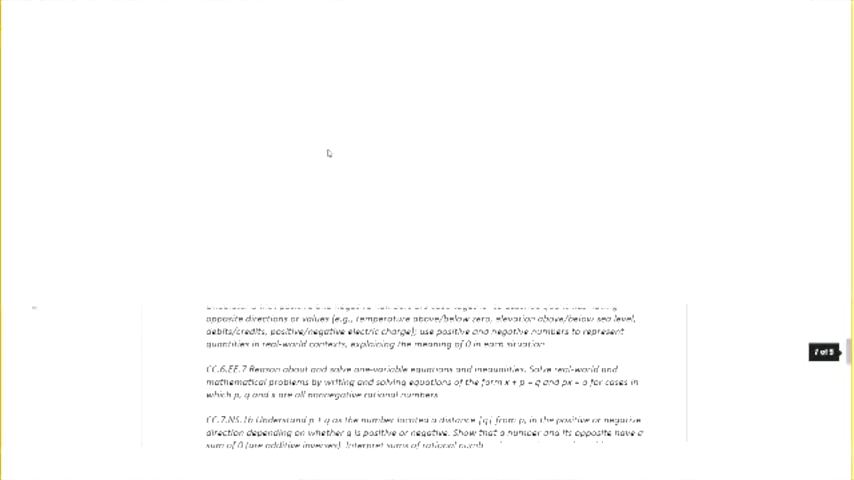 opposite directions or values (e.g., temperature above/below zero, elevation above/below sea level,
debits/credits, positive/negative electric charge); use positive and negative numbers to represent
quantities in real-world contexts, explaining the meaning of 0 in each situation
CC.6.EE.7 Reason about and solve one-variable equations and inequalities. Solve real-world and
mathematical problems by writing and solving equations of the form x + p = q and px = q for cases in
which p, q and x are all nonnegative rational numbers
CC.7.NS.1b Understand p + q as the number located a distance |q| from p, in the positive or negative
direction depending on whether q is positive or negative. Show that a number and its opposite have a
sum of 0 (are additive inverses). Interpret sums of rational numb
7 of 9